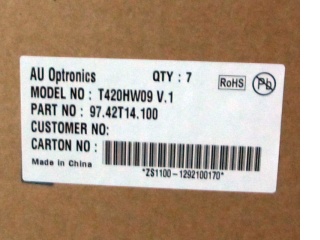 AU Optronics QTY : 7 RoHS Pb
MODEL NO : T420HW09 V.1
PART NO : 97.42T14.100
CUSTOMER NO:
CARTON NO :
Made in China *ZS1100-1292100170*